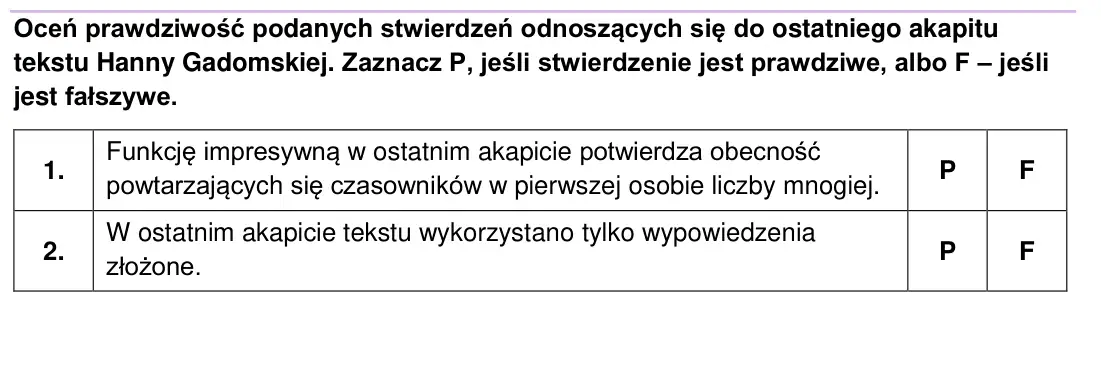 Oceń prawdziwość podanych stwierdzeń odnoszących się do ostatniego akapitu
tekstu Hanny Gadomskiej. Zaznacz P, jeśli stwierdzenie jest prawdziwe, albo F – jeśli
jest fałszywe.
1. Funkcję impresywną w ostatnim akapicie potwierdza obecność
powtarzających się czasowników w pierwszej osobie liczby mnogiej. P F
2. W ostatnim akapicie tekstu wykorzystano tylko wypowiedzenia
złożone. P F